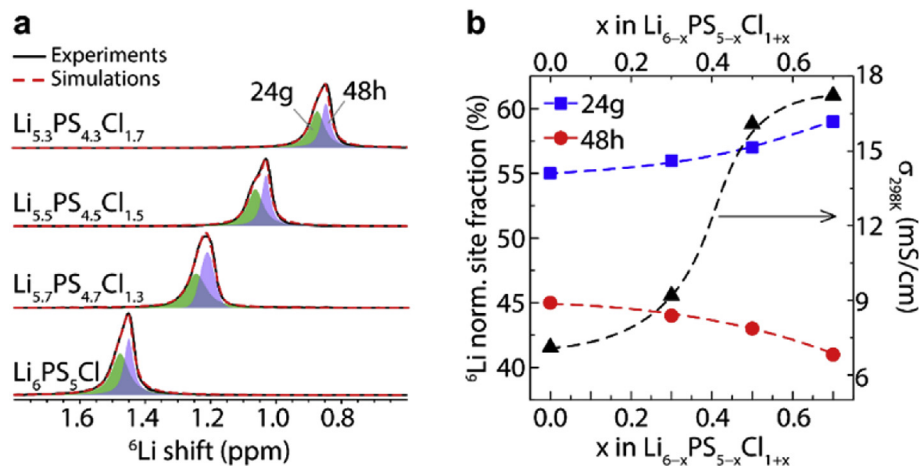 a
Experiments
Simulations
24g
48h
Li₅.₃PS₄.₃Cl₁.₇
Li₅.₅PS₄.₅Cl₁.₅
Li₅.₇PS₄.₇Cl₁.₃
Li₆PS₅Cl
1.6 1.4 1.2 1.0 0.8
⁶Li shift (ppm)
b
x in Li₆₋ₓPS₅₋ₓCl₁₊ₓ
0.0 0.2 0.4 0.6
⁶Li norm. site fraction (%)
60
55
50
45
40
24g
48h
18
15
12
9
6
σ₂₉₈K (mS/cm)
0.0 0.2 0.4 0.6
x in Li₆₋ₓPS₅₋ₓCl₁₊ₓ